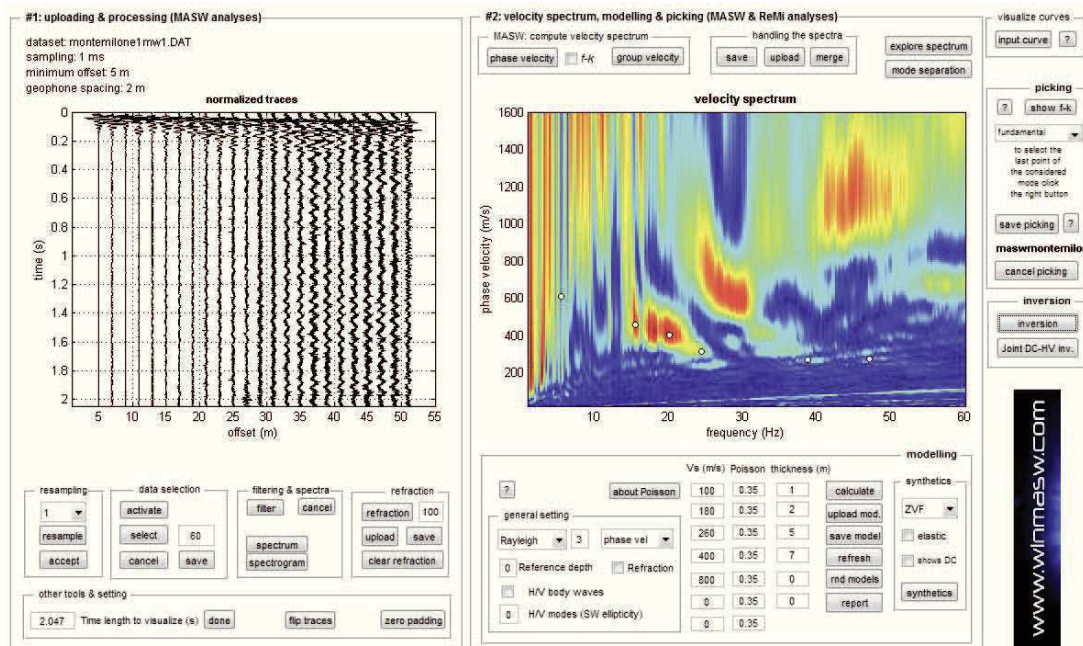 #1: uploading & processing (MASW analyses)
dataset: montemilone1mw1.DAT
sampling: 1 ms
minimum offset: 5 m
geophone spacing: 2 m
normalized traces
0
0.2
0.4
0.6
0.8
1
1.2
1.4
1.6
1.8
2
time (s)
5 10 15 20 25 30 35 40 45 50 55
offset (m)
resampling
1
resample
accept
data selection
activate
select 60
cancel save
filtering & spectra
filter cancel
spectrum
spectrogram
refraction
refraction 100
upload save
clear refraction
other tools & setting
2.047 Time length to visualize (s) done flip traces zero padding
#2: velocity spectrum, modelling & picking (MASW & ReMi analyses)
MASW: compute velocity spectrum
phase velocity f-k group velocity
handling the spectra
save upload merge
explore spectrum
mode separation
velocity spectrum
1600
1400
1200
1000
800
600
400
200
phase velocity (m/s)
10 20 30 40 50 60
frequency (Hz)
modelling
? about Poisson
general setting
Rayleigh 3 phase vel
0 Reference depth Refraction
H/V body waves
0 H/V modes (SW ellipticity)
Vs (m/s) Poisson thickness (m)
100 0.35 1
180 0.35 2
260 0.35 5
400 0.35 7
800 0.35 0
0 0.35 0
0 0.35
calculate
upload mod.
save model
refresh
rnd models
report
synthetics
ZVF
elastic
shows DC
synthetics
visualize curves
input curve ?
picking
? show f-k
fundamental
to select the
last point of
the considered
mode click
the right button
save picking ?
maswmontemilon
cancel picking
inversion
inversion
Joint DC-HV inv.
www.winmasw.com